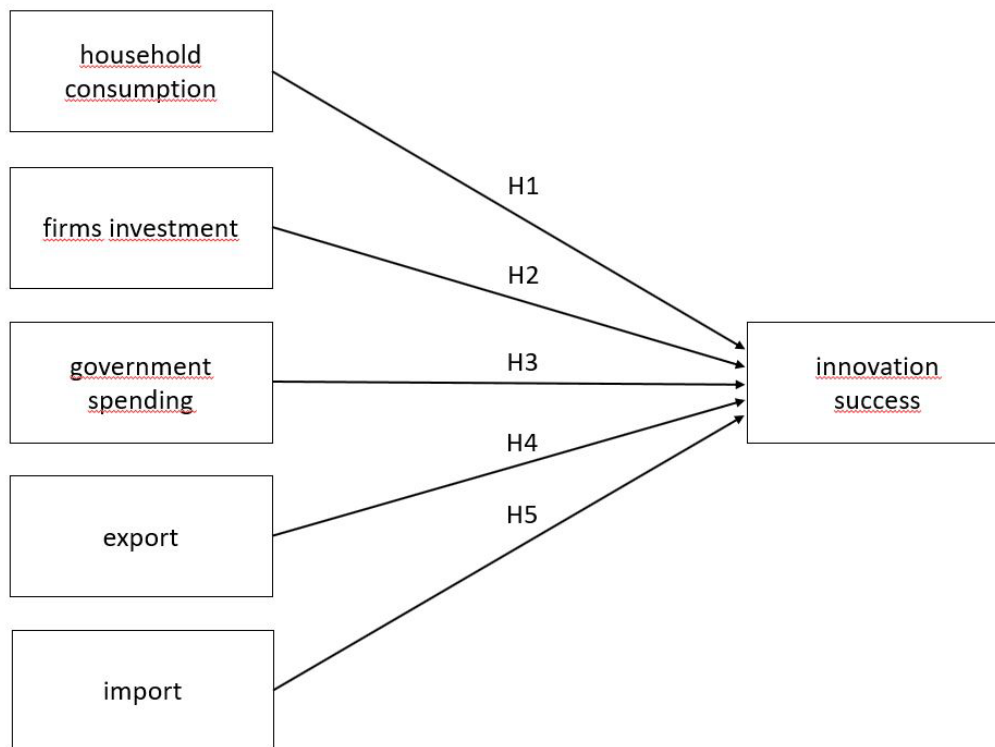 household
consumption
H1
firms investment
H2
government
spending
H3
innovation
success
H4
export
H5
import